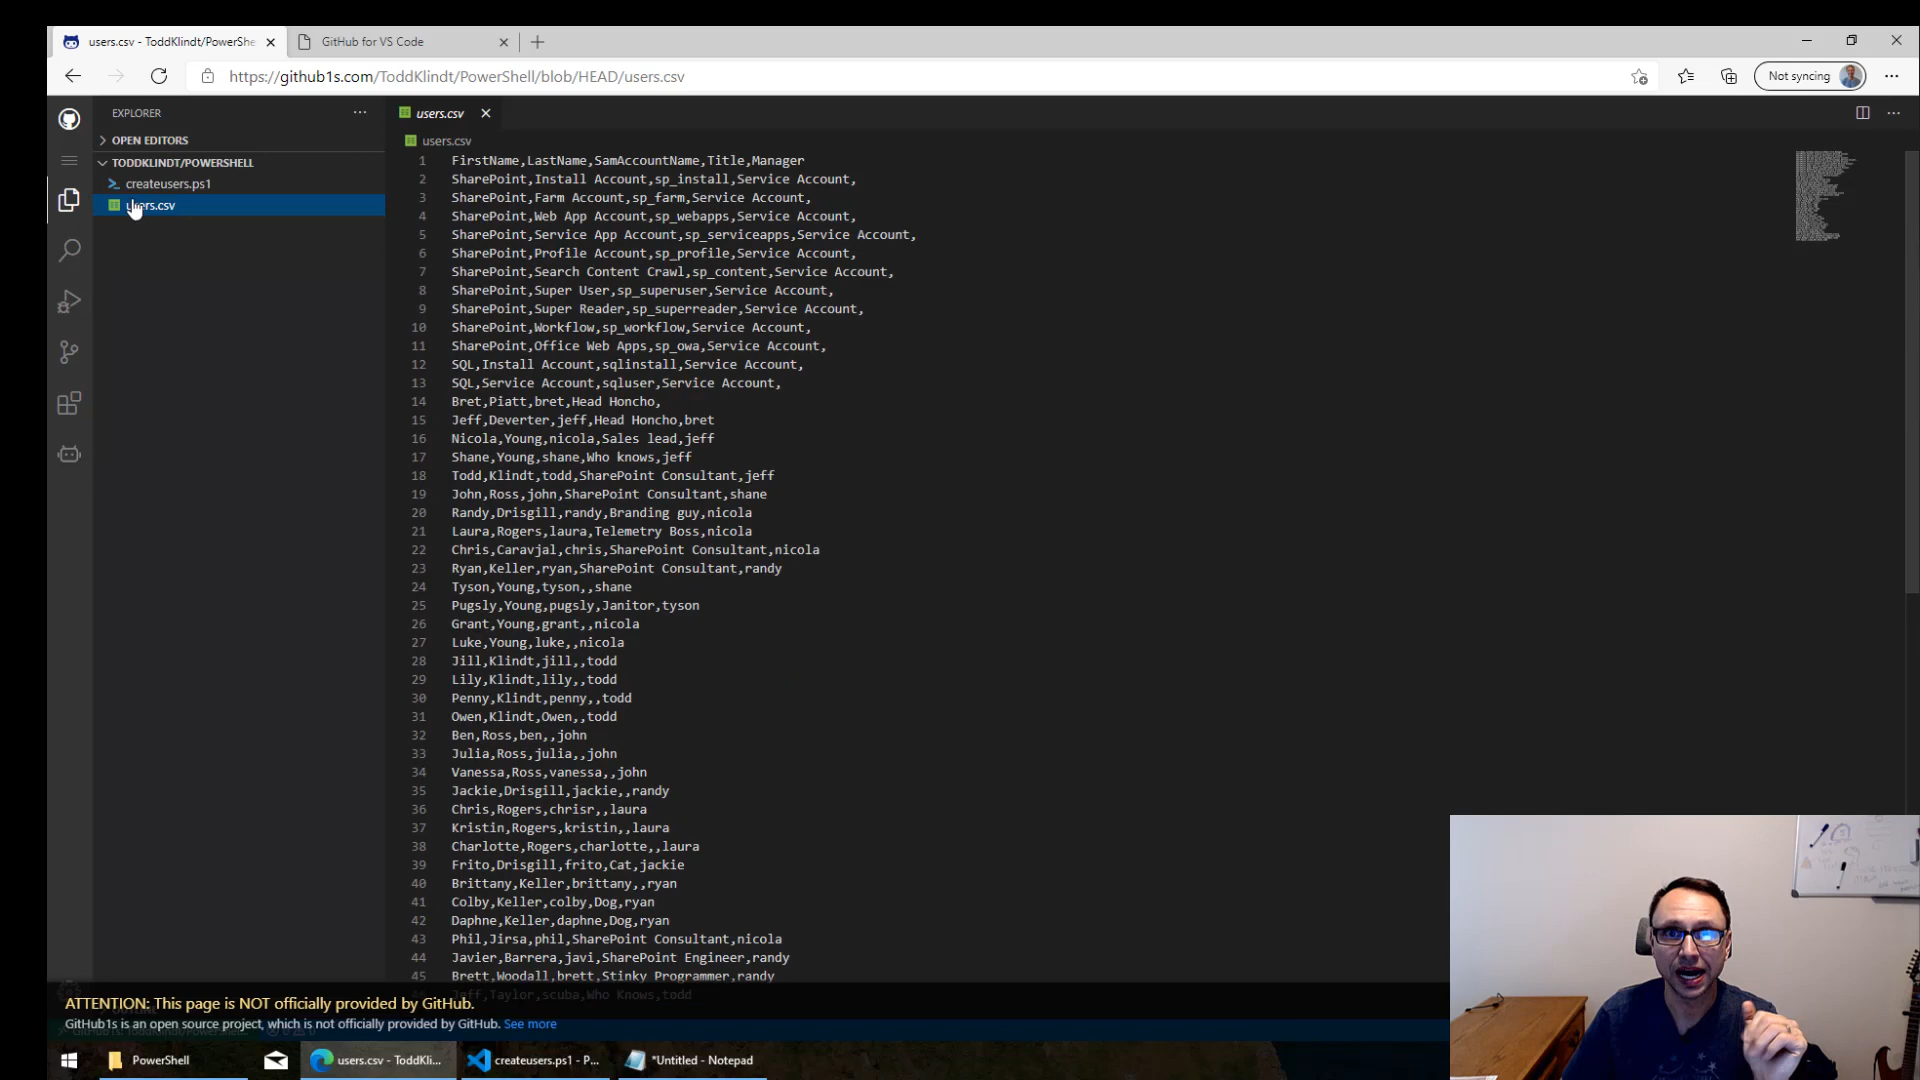 users.csv - ToddKlindt/PowerShe
GitHub for VS Code
https://github1s.com/ToddKlindt/PowerShell/blob/HEAD/users.csv
Not syncing
EXPLORER
OPEN EDITORS
TODDKLINDT/POWERSHELL
createusers.ps1
users.csv
users.csv
users.csv
1 FirstName,LastName,SamAccountName,Title,Manager
2 SharePoint,Install Account,sp_install,Service Account,
3 SharePoint,Farm Account,sp_farm,Service Account,
4 SharePoint,Web App Account,sp_webapps,Service Account,
5 SharePoint,Service App Account,sp_serviceapps,Service Account,
6 SharePoint,Profile Account,sp_profile,Service Account,
7 SharePoint,Search Content Crawl,sp_content,Service Account,
8 SharePoint,Super User,sp_superuser,Service Account,
9 SharePoint,Super Reader,sp_superreader,Service Account,
10 SharePoint,Workflow,sp_workflow,Service Account,
11 SharePoint,Office Web Apps,sp_owa,Service Account,
12 SQL,Install Account,sqlinstall,Service Account,
13 SQL,Service Account,sqluser,Service Account,
14 Bret,Piatt,bret,Head Honcho,
15 Jeff,Deverter,jeff,Head Honcho,bret
16 Nicola,Young,nicola,Sales lead,jeff
17 Shane,Young,shane,Who knows,jeff
18 Todd,Klindt,todd,SharePoint Consultant,jeff
19 John,Ross,john,SharePoint Consultant,shane
20 Randy,Drisgill,randy,Branding guy,nicola
21 Laura,Rogers,laura,Telemetry Boss,nicola
22 Chris,Caravjal,chris,SharePoint Consultant,nicola
23 Ryan,Keller,ryan,SharePoint Consultant,randy
24 Tyson,Young,tyson,,shane
25 Pugsly,Young,pugsly,Janitor,tyson
26 Grant,Young,grant,,nicola
27 Luke,Young,luke,,nicola
28 Jill,Klindt,jill,,todd
29 Lily,Klindt,lily,,todd
30 Penny,Klindt,penny,,todd
31 Owen,Klindt,Owen,,todd
32 Ben,Ross,ben,,john
33 Julia,Ross,julia,,john
34 Vanessa,Ross,vanessa,,john
35 Jackie,Drisgill,jackie,,randy
36 Chris,Rogers,chrisr,,laura
37 Kristin,Rogers,kristin,,laura
38 Charlotte,Rogers,charlotte,,laura
39 Frito,Drisgill,frito,Cat,jackie
40 Brittany,Keller,brittany,,ryan
41 Colby,Keller,colby,Dog,ryan
42 Daphne,Keller,daphne,Dog,ryan
43 Phil,Jirsa,phil,SharePoint Consultant,nicola
44 Javier,Barrera,javi,SharePoint Engineer,randy
45 Brett,Woodall,brett,Stinky Programmer,randy
Jeff,Taylor,scuba,Who Knows,todd
ATTENTION: This page is NOT officially provided by GitHub.
GitHub1s is an open source project, which is not officially provided by GitHub. See more
PowerShell
users.csv - ToddKli...
createusers.ps1 - P...
*Untitled - Notepad